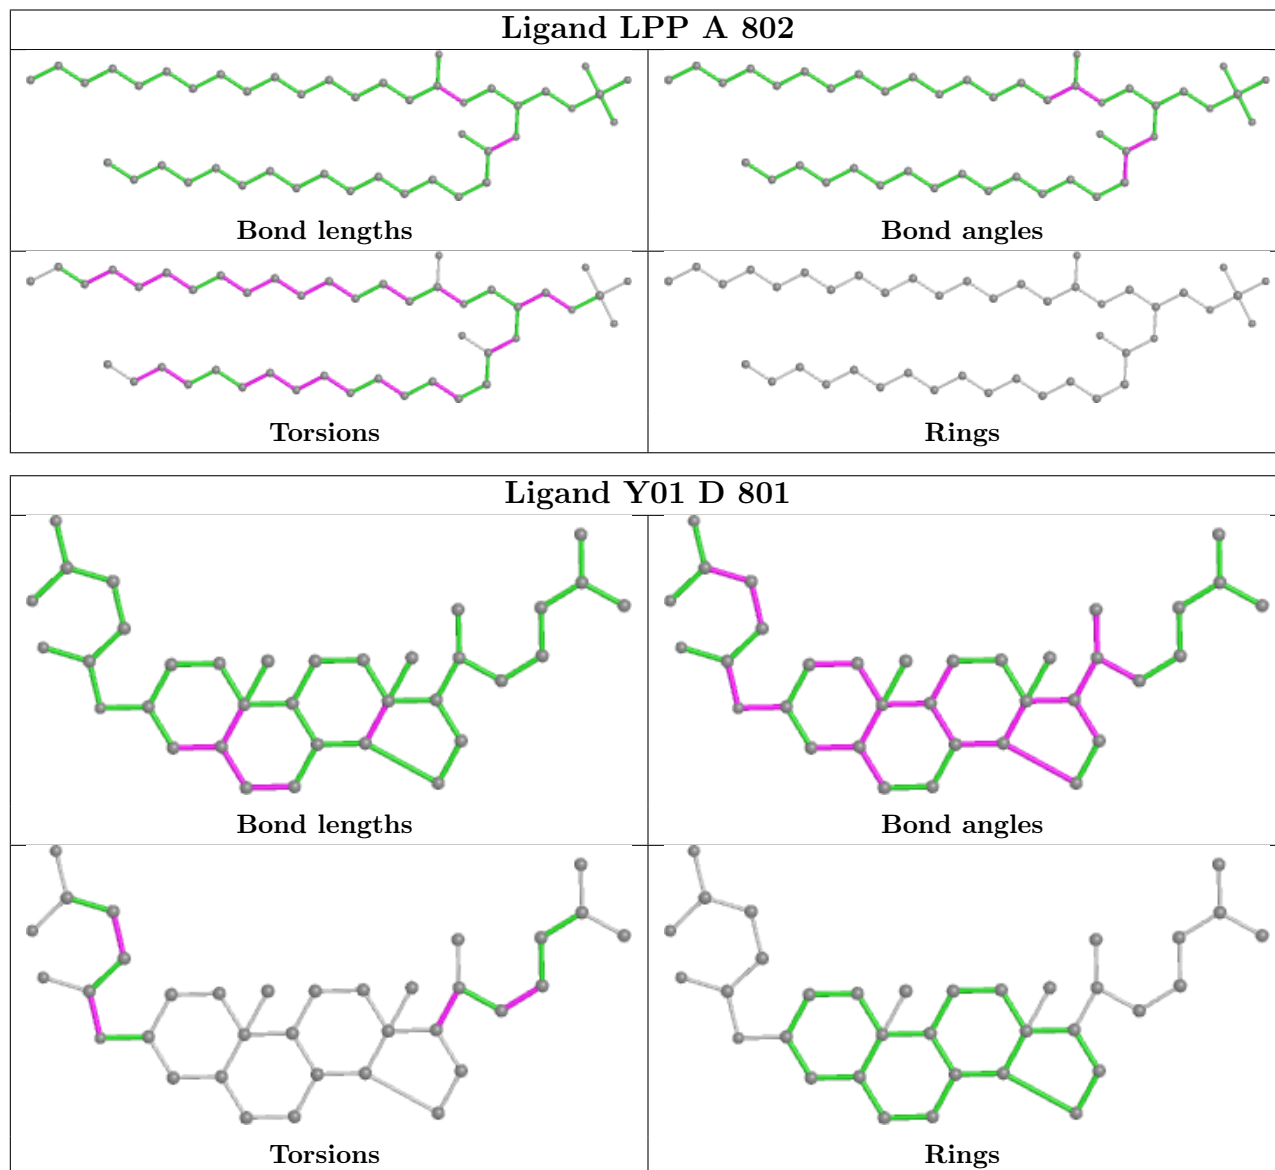 Ligand LPP A 802
Bond lengths
Bond angles
Torsions
Rings
Ligand Y01 D 801
Bond lengths
Bond angles
Torsions
Rings